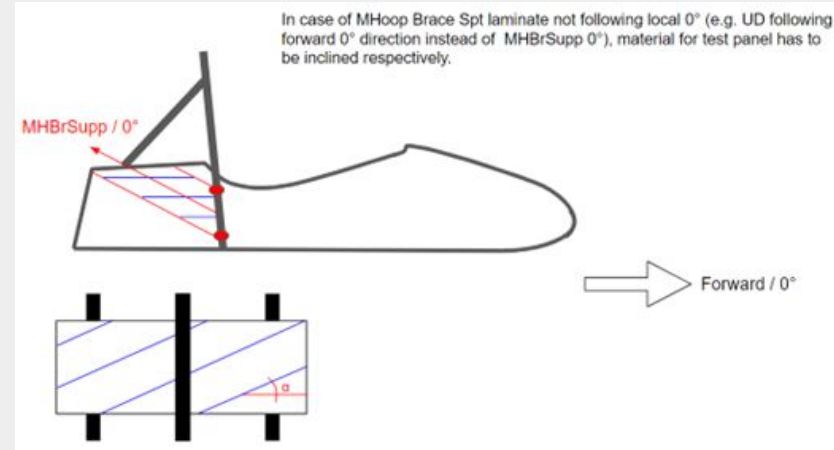 In case of MHoop Brace Spt laminate not following local 0° (e.g. UD following
forward 0° direction instead of  MHBrSupp 0°), material for test panel has to
be inclined respectively.
MHBrSupp / 0°
Forward / 0°
α